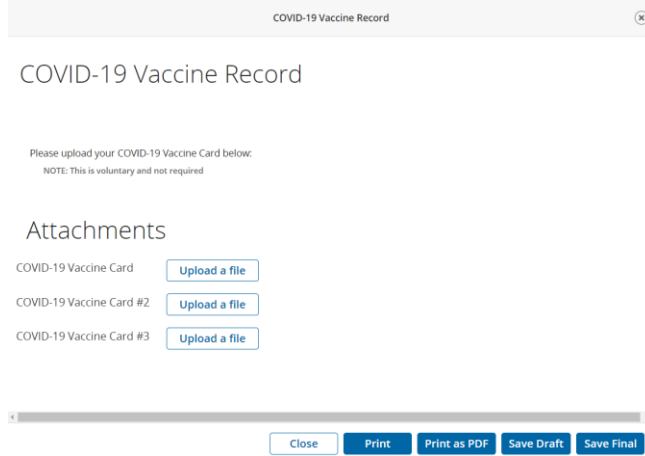 COVID-19 Vaccine Record
COVID-19 Vaccine Record
Please upload your COVID-19 Vaccine Card below:
NOTE: This is voluntary and not required
Attachments
COVID-19 Vaccine Card Upload a file
COVID-19 Vaccine Card #2 Upload a file
COVID-19 Vaccine Card #3 Upload a file
Close Print Print as PDF Save Draft Save Final